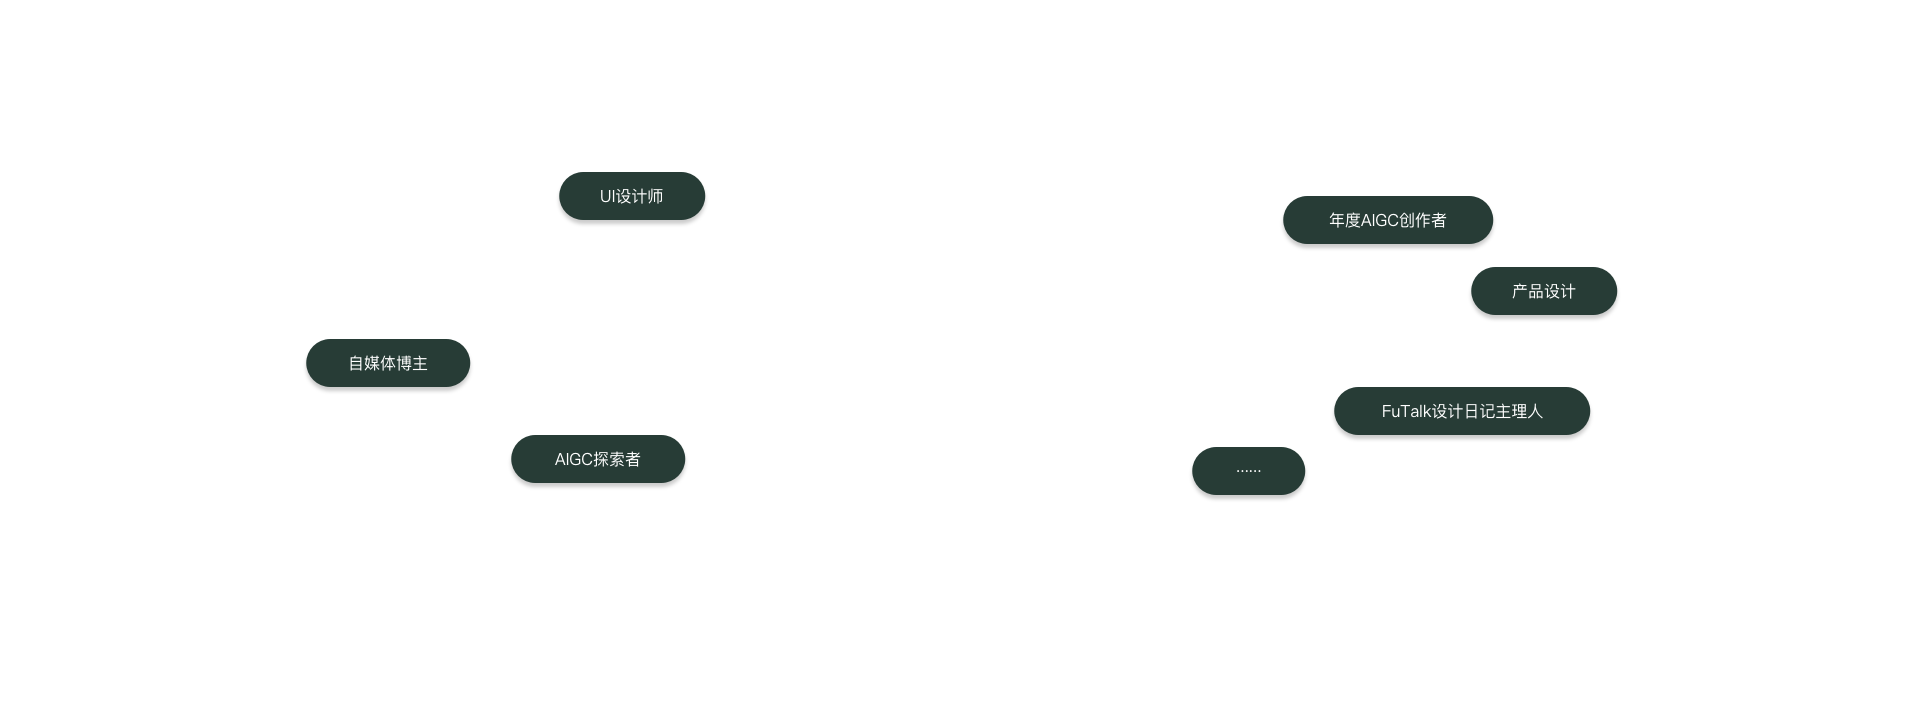 UI设计师
年度AIGC创作者
产品设计
自媒体博主
FuTalk设计日记主理人
AIGC探索者
……